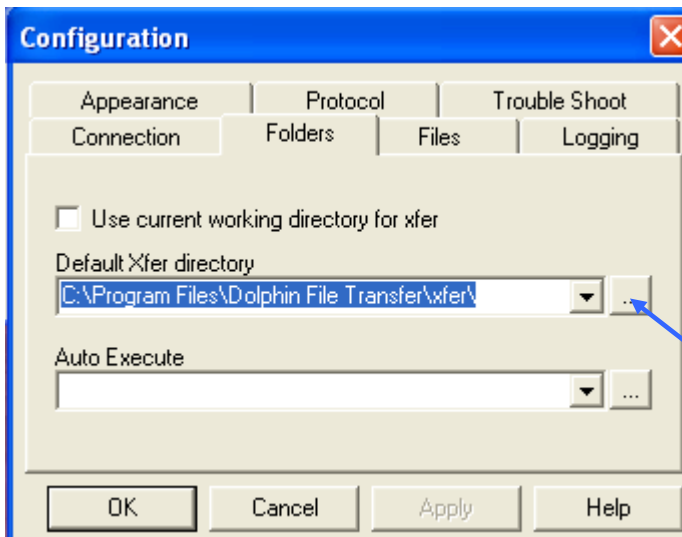 Configuration
Appearance Protocol Trouble Shoot
Connection Folders Files Logging
Use current working directory for xfer
Default Xfer directory
C:\Program Files\Dolphin File Transfer\xfer\ ...
Auto Execute
...
OK Cancel Apply Help